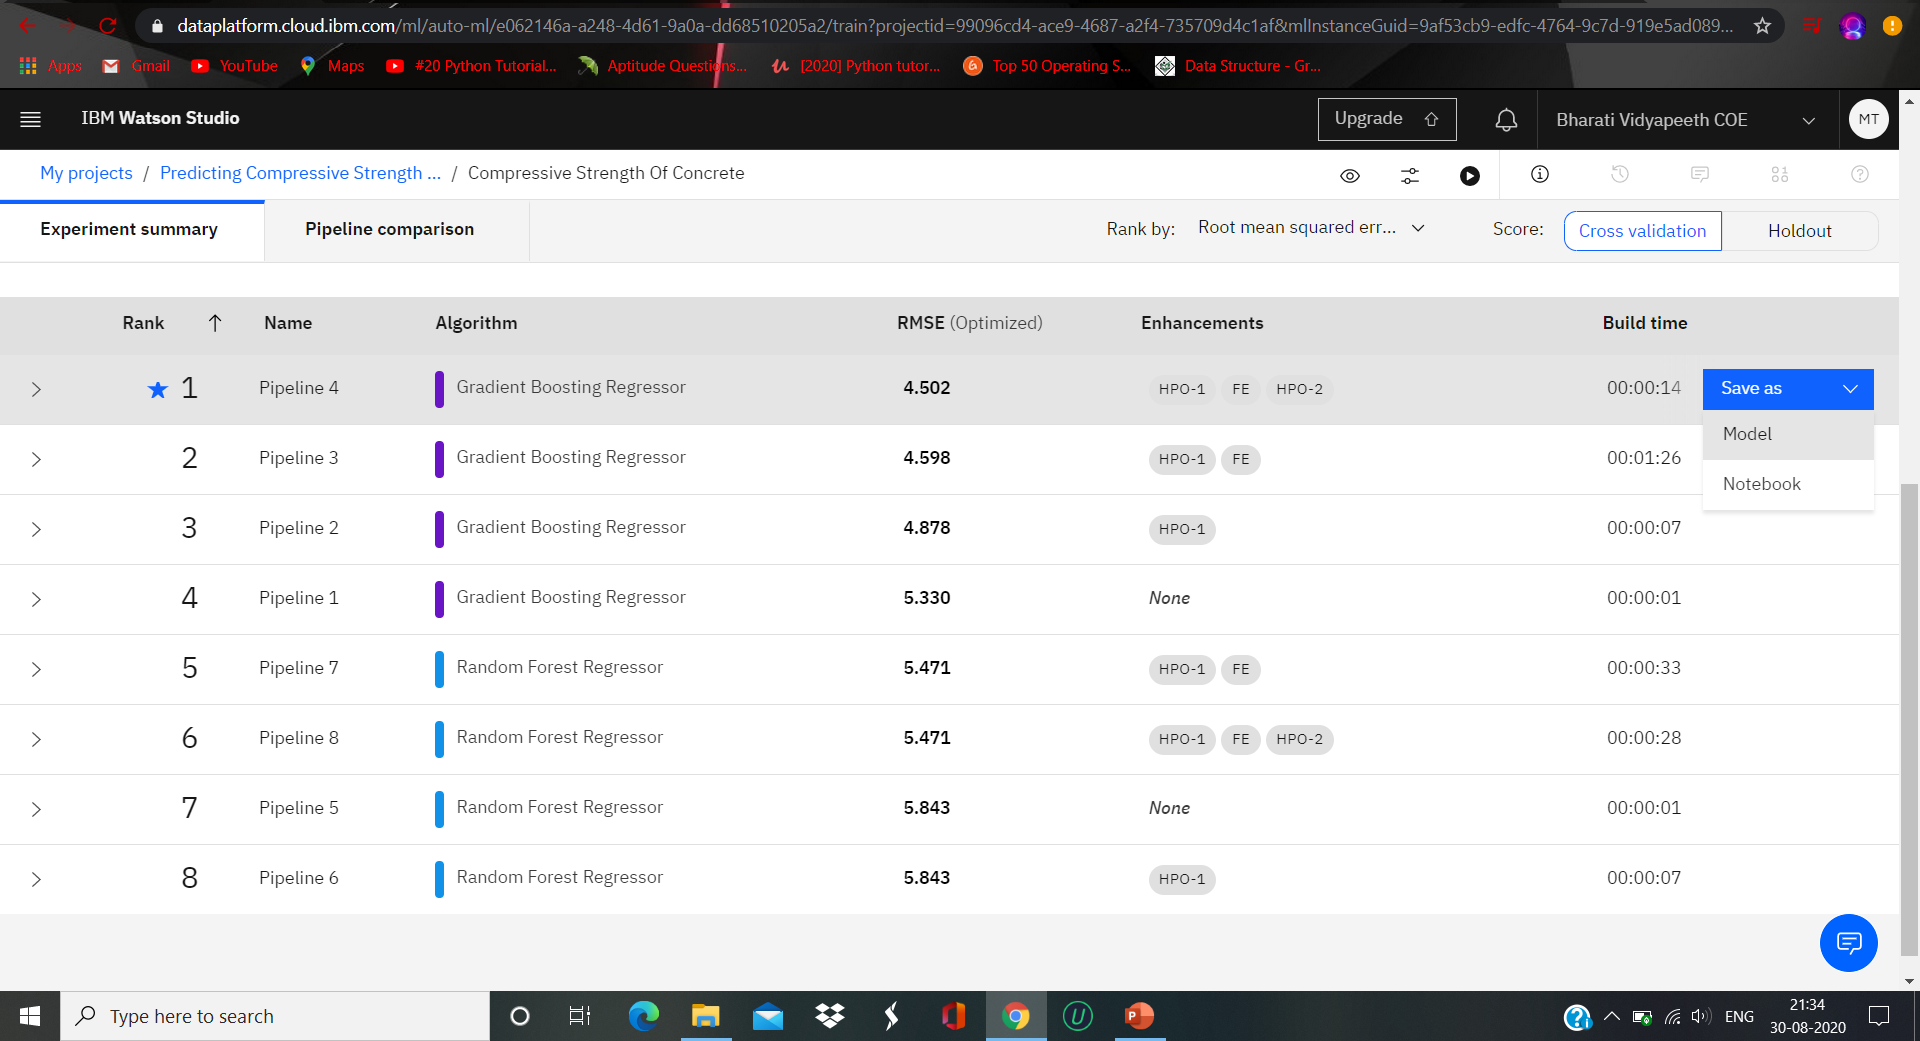 dataplatform.cloud.ibm.com/ml/auto-ml/e062146a-a248-4d61-9a0a-dd68510205a2/train?projectid=99096cd4-ace9-4687-a2f4-735709d4c1af&mlInstanceGuid=9af53cb9-edfc-4764-9c7d-919e5ad089...
Apps Gmail YouTube Maps #20 Python Tutorial... Aptitude Questions... [2020] Python tutor... Top 50 Operating S... Data Structure - Gr...
IBM Watson Studio Upgrade Bharati Vidyapeeth COE MT
My projects / Predicting Compressive Strength ... / Compressive Strength Of Concrete
Experiment summary Pipeline comparison Rank by: Root mean squared err... Score: Cross validation Holdout
Rank Name Algorithm RMSE (Optimized) Enhancements Build time
1 Pipeline 4 Gradient Boosting Regressor 4.502 HPO-1 FE HPO-2 00:00:14 Save as
Model
2 Pipeline 3 Gradient Boosting Regressor 4.598 HPO-1 FE 00:01:26
Notebook
3 Pipeline 2 Gradient Boosting Regressor 4.878 HPO-1 00:00:07
4 Pipeline 1 Gradient Boosting Regressor 5.330 None 00:00:01
5 Pipeline 7 Random Forest Regressor 5.471 HPO-1 FE 00:00:33
6 Pipeline 8 Random Forest Regressor 5.471 HPO-1 FE HPO-2 00:00:28
7 Pipeline 5 Random Forest Regressor 5.843 None 00:00:01
8 Pipeline 6 Random Forest Regressor 5.843 HPO-1 00:00:07
Type here to search ENG 21:34
30-08-2020